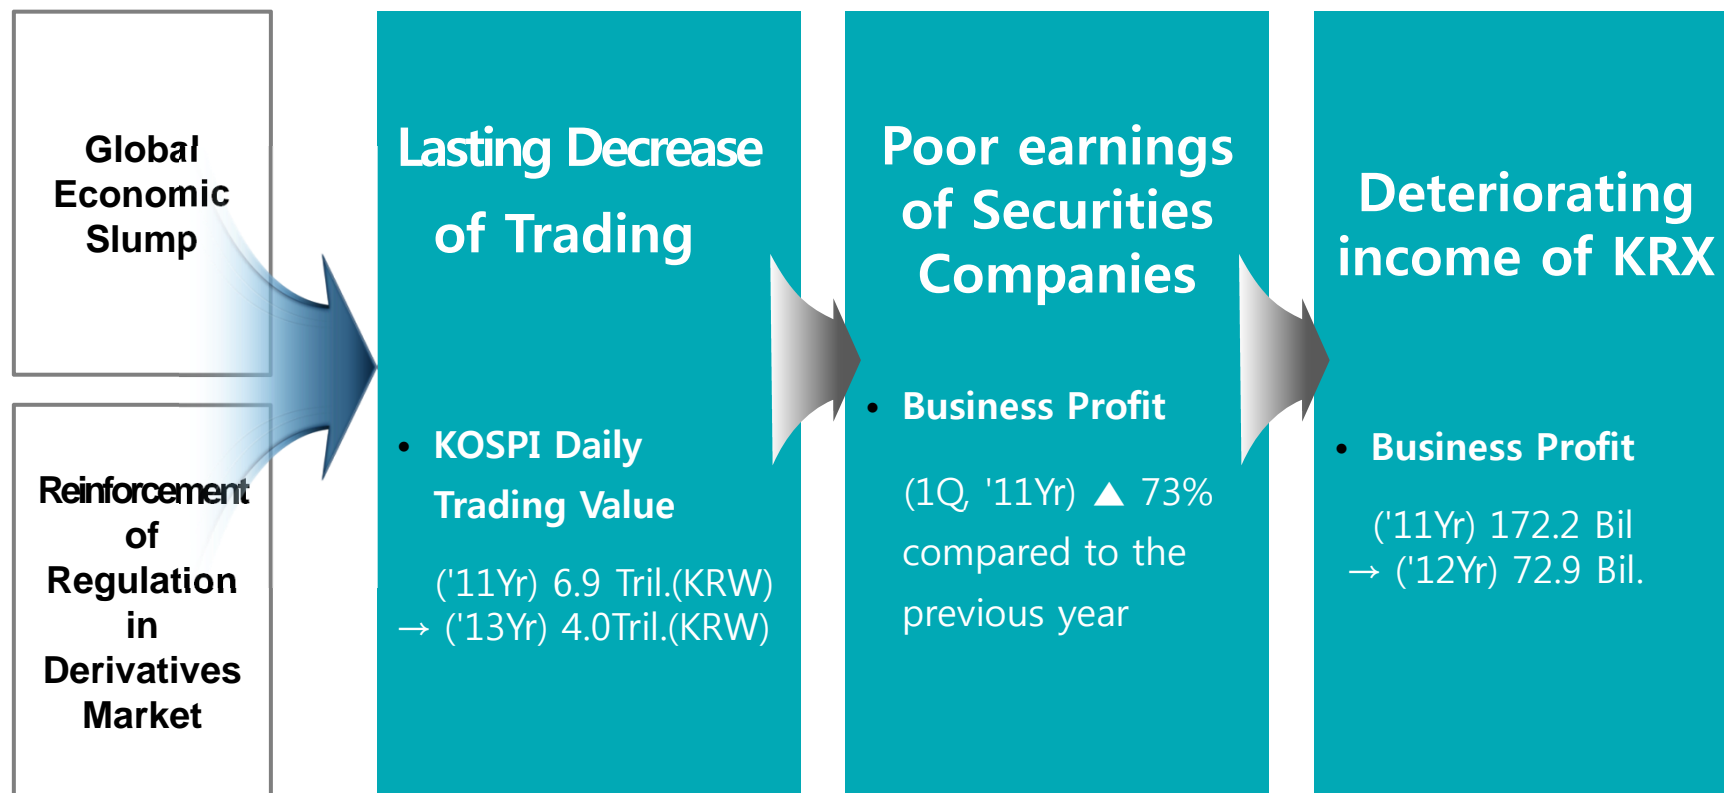 Global
Economic
Slump
Reinforcement
of
Regulation
in
Derivatives
Market
Lasting Decrease
of Trading
• KOSPI Daily
Trading Value
('11Yr) 6.9 Tril.(KRW)
→ ('13Yr) 4.0Tril.(KRW)
Poor earnings
of Securities
Companies
• Business Profit
(1Q, '11Yr) ▲ 73%
compared to the
previous year
Deteriorating
income of KRX
• Business Profit
('11Yr) 172.2 Bil
→ ('12Yr) 72.9 Bil.